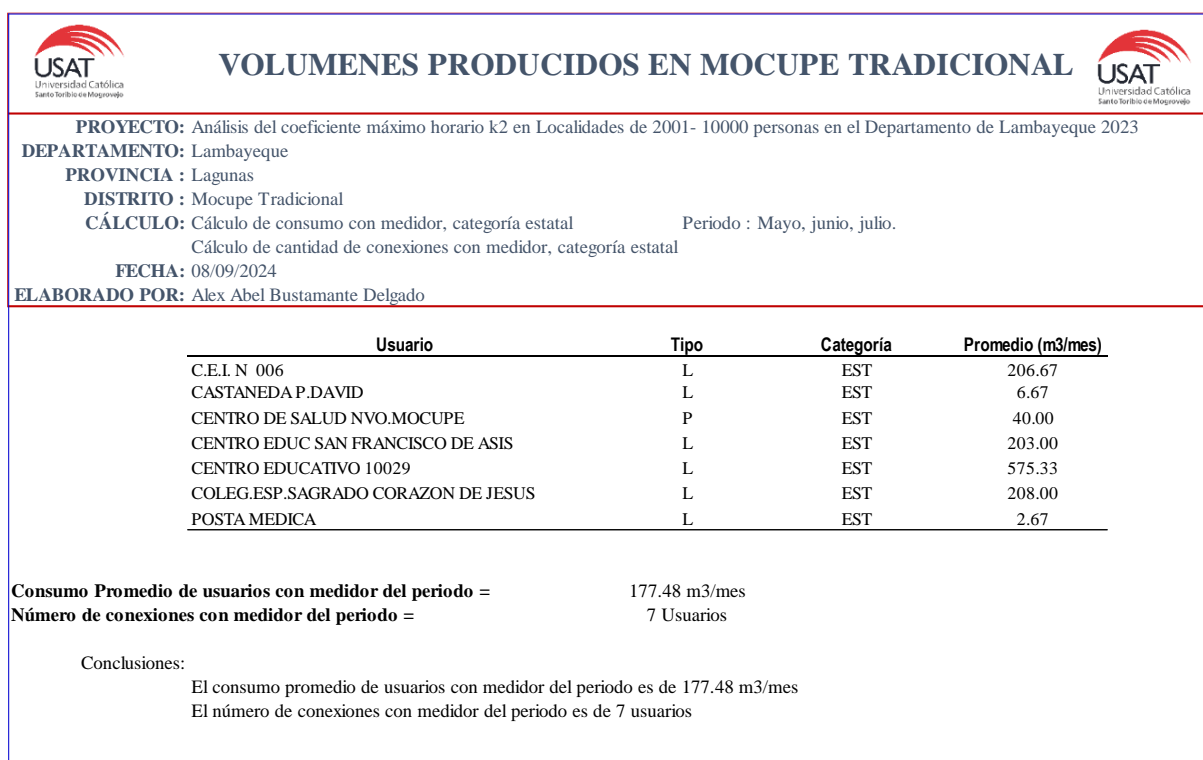 USAT
Universidad Católica
Santo Toribio de Mogrovejo
VOLUMENES PRODUCIDOS EN MOCUPE TRADICIONAL
USAT
Universidad Católica
Santo Toribio de Mogrovejo
PROYECTO: Análisis del coeficiente máximo horario k2 en Localidades de 2001- 10000 personas en el Departamento de Lambayeque 2023
DEPARTAMENTO: Lambayeque
PROVINCIA : Lagunas
DISTRITO : Mocupe Tradicional
CÁLCULO: Cálculo de consumo con medidor, categoría estatal Periodo : Mayo, junio, julio.
Cálculo de cantidad de conexiones con medidor, categoría estatal
FECHA: 08/09/2024
ELABORADO POR: Alex Abel Bustamante Delgado
Usuario Tipo Categoría Promedio (m3/mes)
C.E.I. N 006 L EST 206.67
CASTANEDA P.DAVID L EST 6.67
CENTRO DE SALUD NVO.MOCUPE P EST 40.00
CENTRO EDUC SAN FRANCISCO DE ASIS L EST 203.00
CENTRO EDUCATIVO 10029 L EST 575.33
COLEG.ESP.SAGRADO CORAZON DE JESUS L EST 208.00
POSTA MEDICA L EST 2.67
Consumo Promedio de usuarios con medidor del periodo = 177.48 m3/mes
Número de conexiones con medidor del periodo = 7 Usuarios
Conclusiones:
El consumo promedio de usuarios con medidor del periodo es de 177.48 m3/mes
El número de conexiones con medidor del periodo es de 7 usuarios